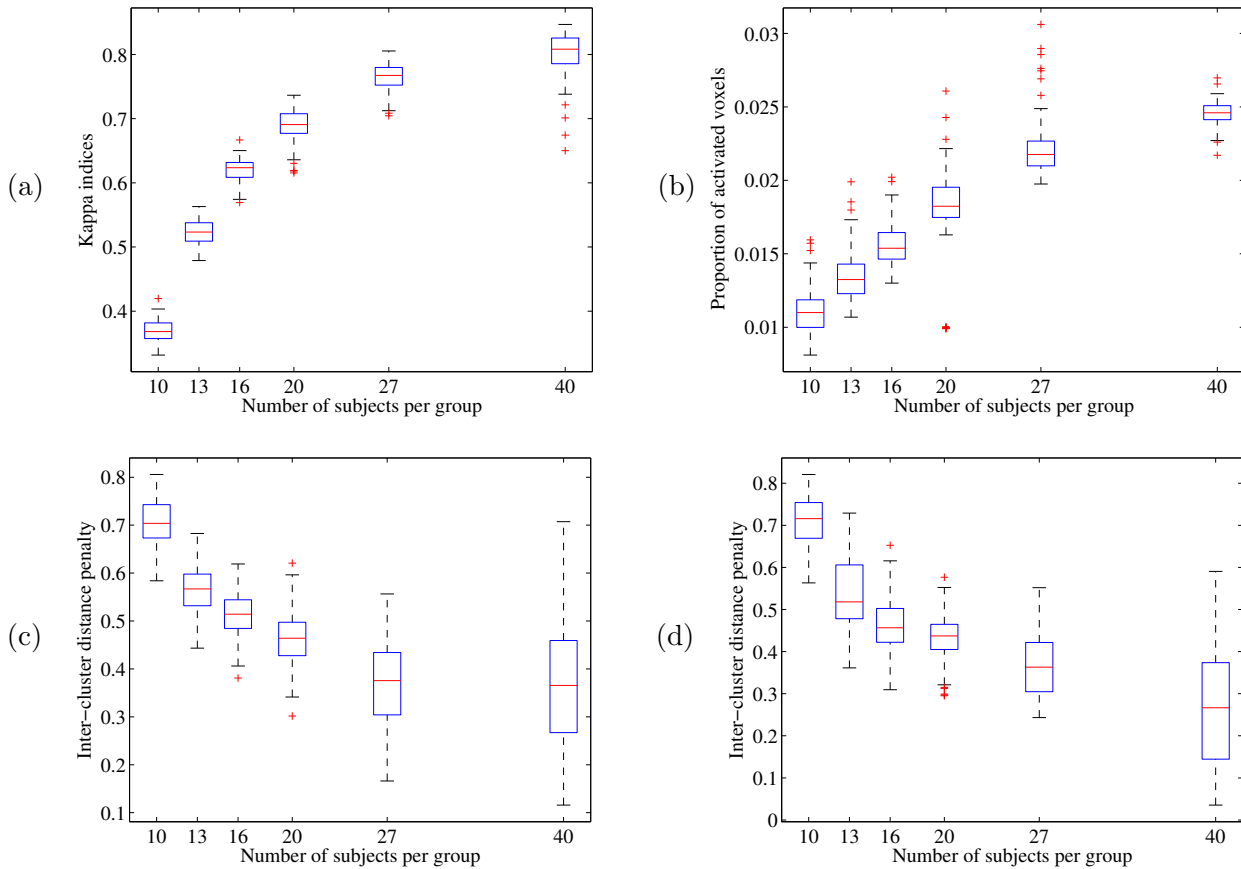 (a)
Kappa indices
0.8
0.7
0.6
0.5
0.4
10 13 16 20 27 40
Number of subjects per group
(b)
Proportion of activated voxels
0.03
0.025
0.02
0.015
0.01
10 13 16 20 27 40
Number of subjects per group
(c)
Inter−cluster distance penalty
0.8
0.7
0.6
0.5
0.4
0.3
0.2
0.1
10 13 16 20 27 40
Number of subjects per group
(d)
Inter−cluster distance penalty
0.8
0.7
0.6
0.5
0.4
0.3
0.2
0.1
0
10 13 16 20 27 40
Number of subjects per group